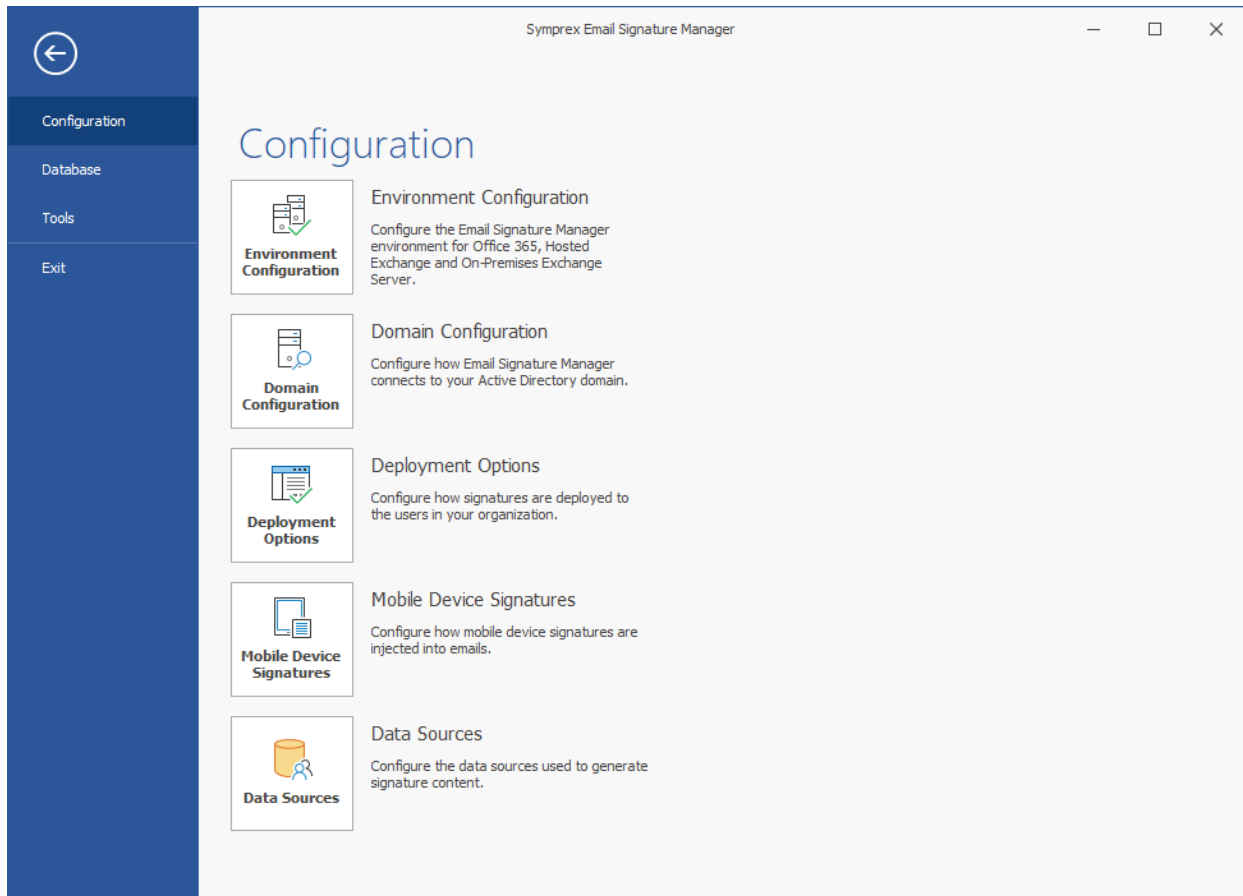 Symprex Email Signature Manager
Configuration
Database
Tools
Exit
Configuration
Environment
Configuration
Environment Configuration
Configure the Email Signature Manager
environment for Office 365, Hosted
Exchange and On-Premises Exchange
Server.
Domain
Configuration
Domain Configuration
Configure how Email Signature Manager
connects to your Active Directory domain.
Deployment
Options
Deployment Options
Configure how signatures are deployed to
the users in your organization.
Mobile Device
Signatures
Mobile Device Signatures
Configure how mobile device signatures are
injected into emails.
Data Sources
Data Sources
Configure the data sources used to generate
signature content.